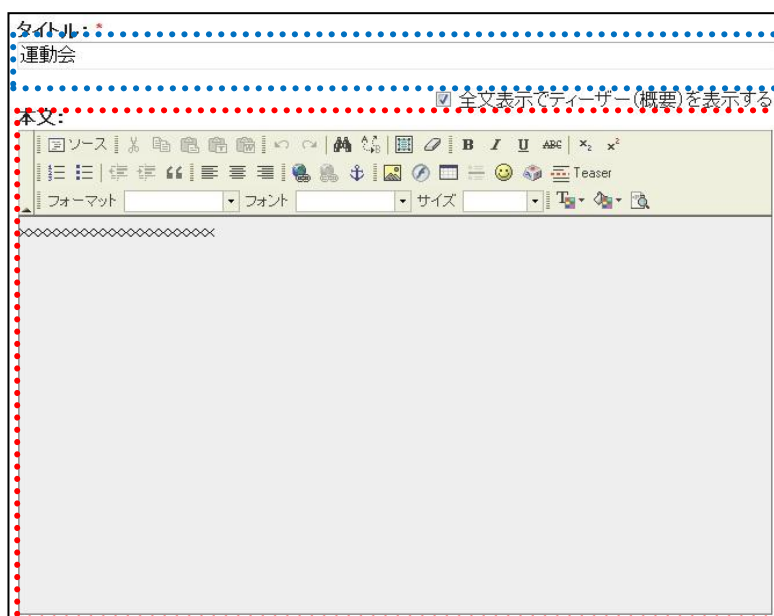 タイトル: *
運動会
全文表示でティーザー(概要)を表示する
本文:
ソース B I U ABC x₂ x²
Teaser
フォーマット フォント サイズ
xxxxxxxxxxxxxxxxxxxxxxxx